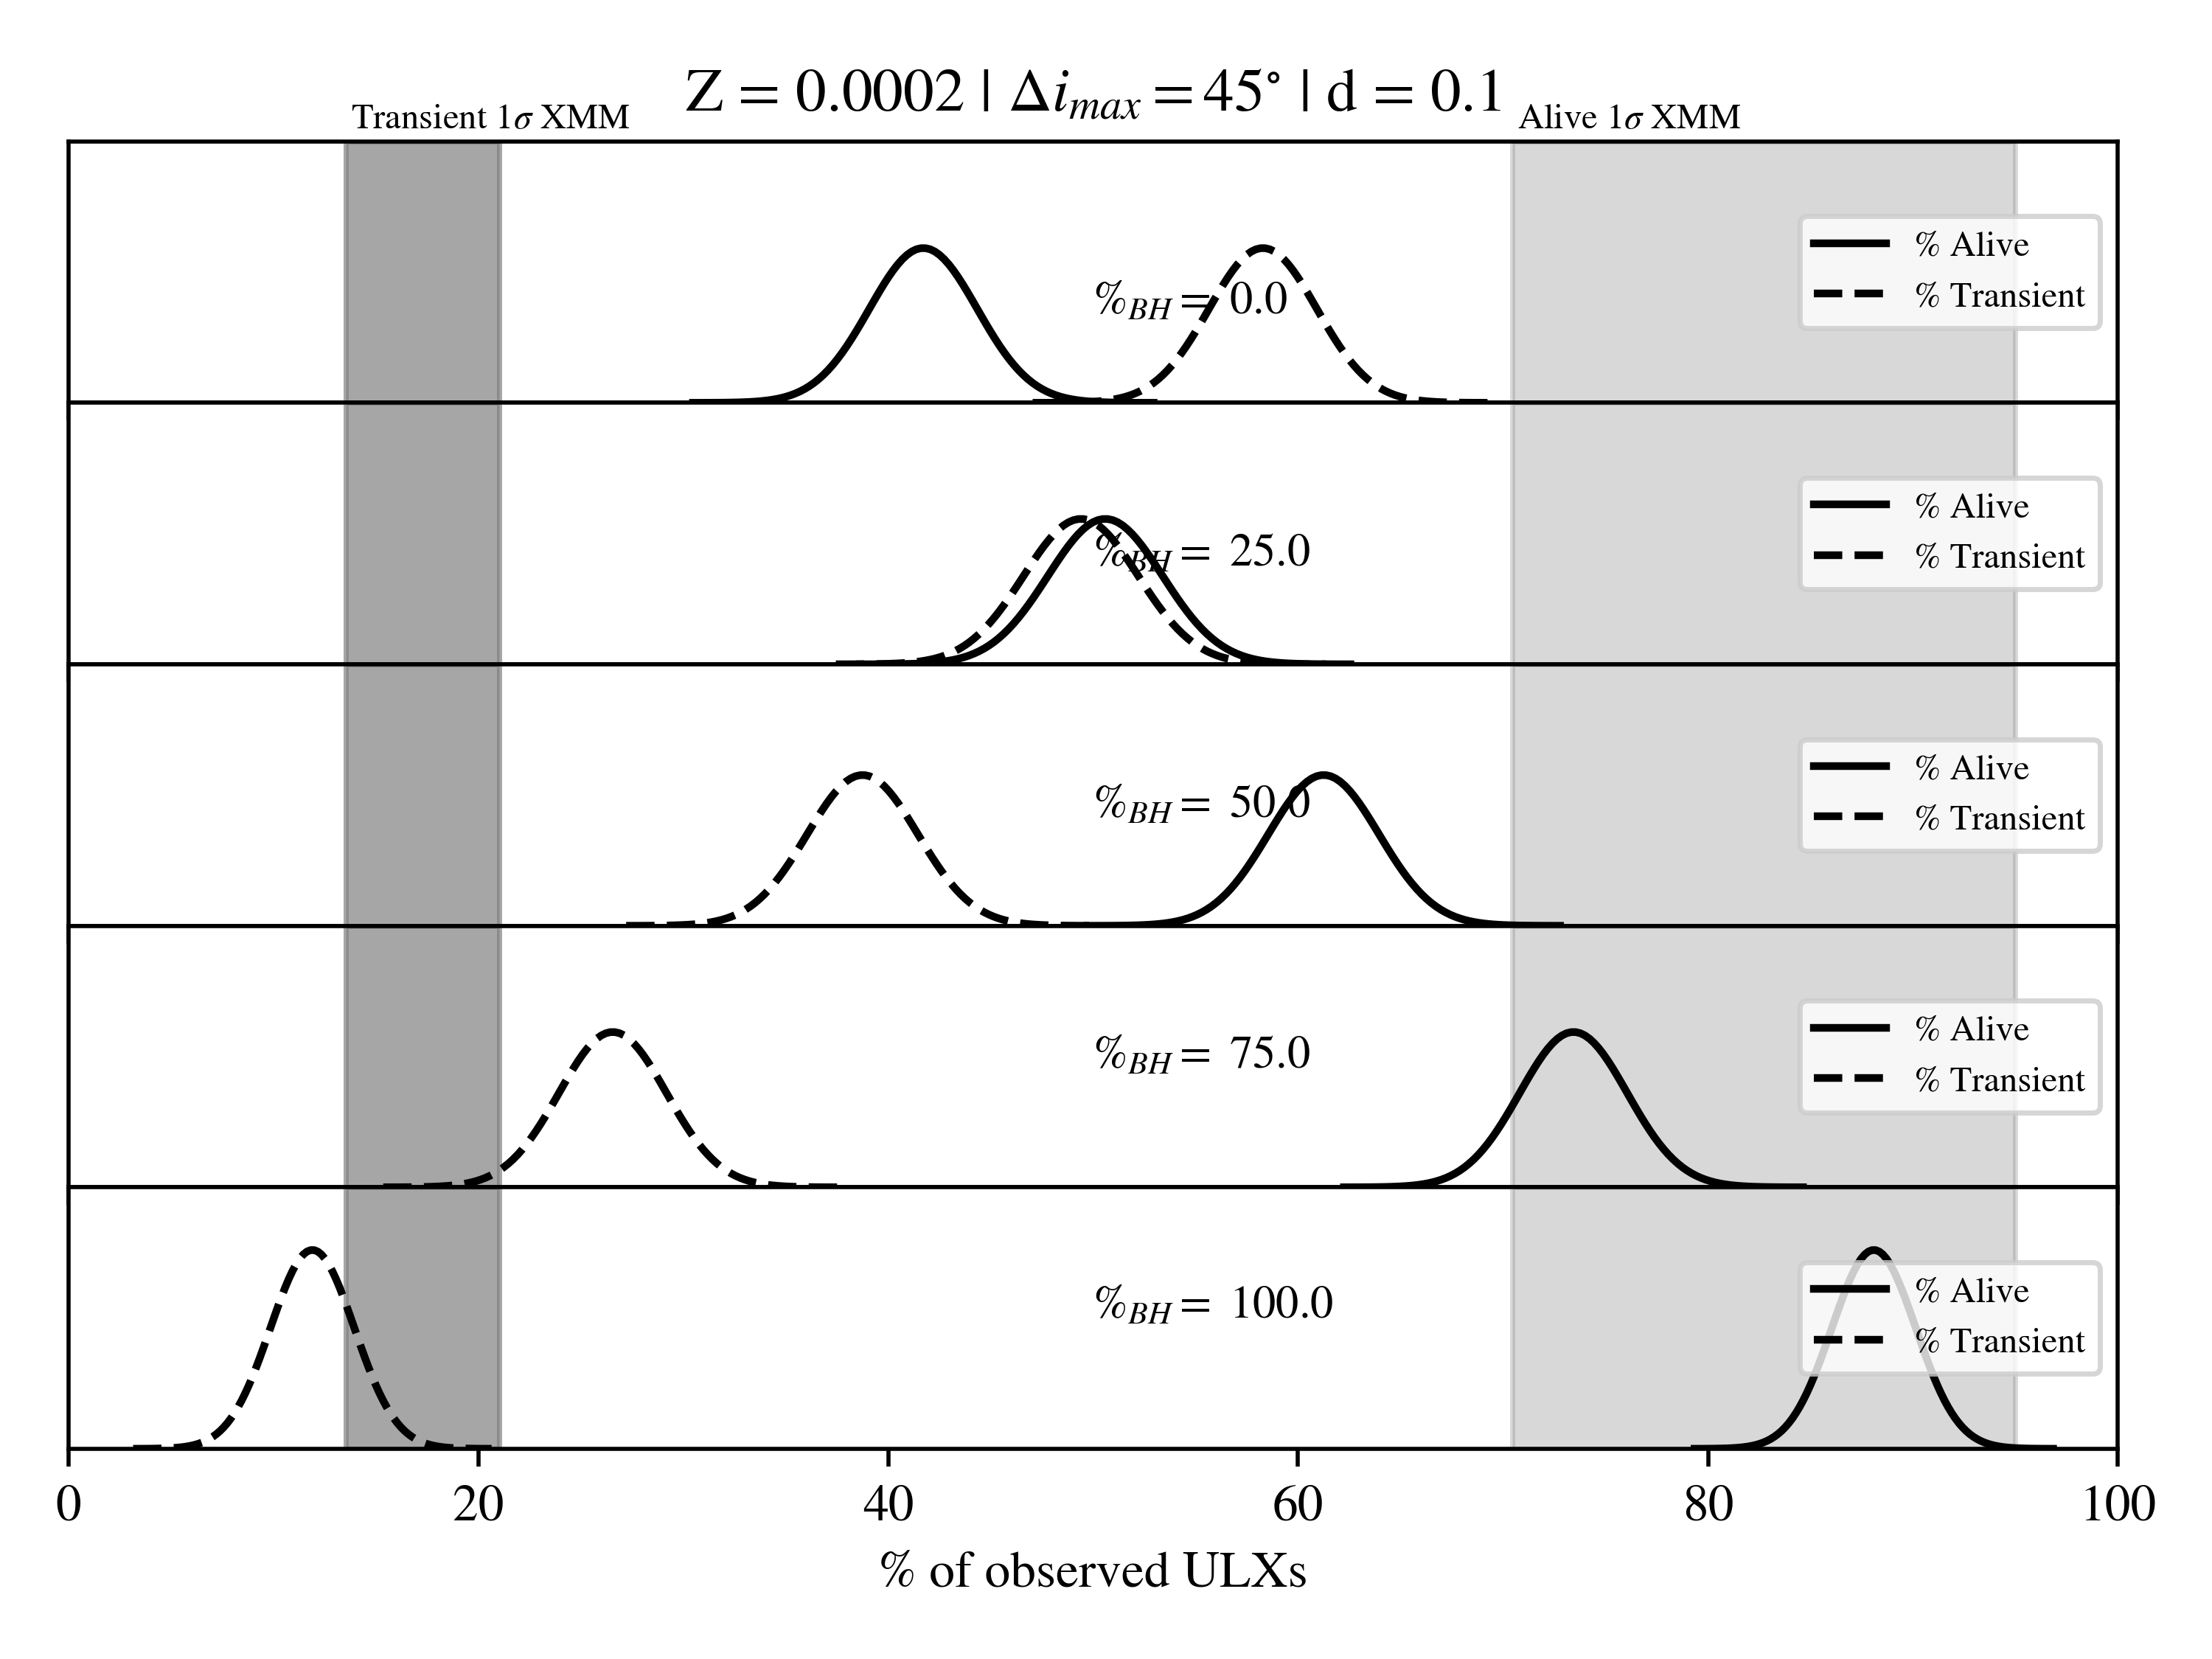 Z = 0.0002 | Δi_max = 45° | d = 0.1
Transient 1σ XMM
Alive 1σ XMM
%_BH = 0.0
% Alive
% Transient
%_BH = 25.0
% Alive
% Transient
%_BH = 50.0
% Alive
% Transient
%_BH = 75.0
% Alive
% Transient
%_BH = 100.0
% Alive
% Transient
0 20 40 60 80 100
% of observed ULXs